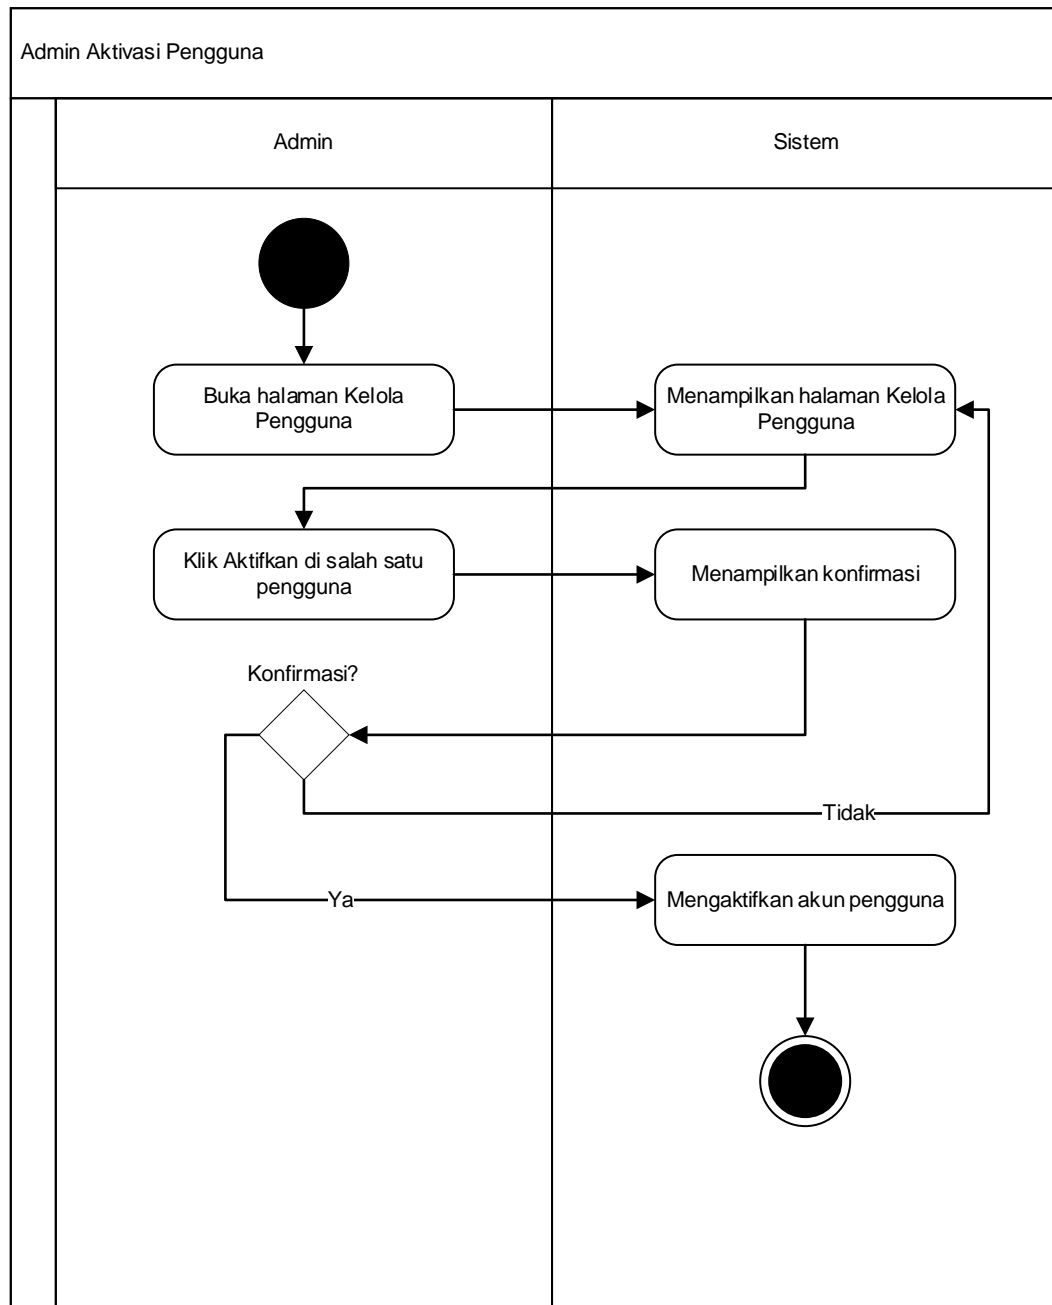 Admin Aktivasi Pengguna
Admin
Sistem
Buka halaman Kelola
Pengguna
Menampilkan halaman Kelola
Pengguna
Klik Aktifkan di salah satu
pengguna
Menampilkan konfirmasi
Konfirmasi?
Tidak
Ya
Mengaktifkan akun pengguna